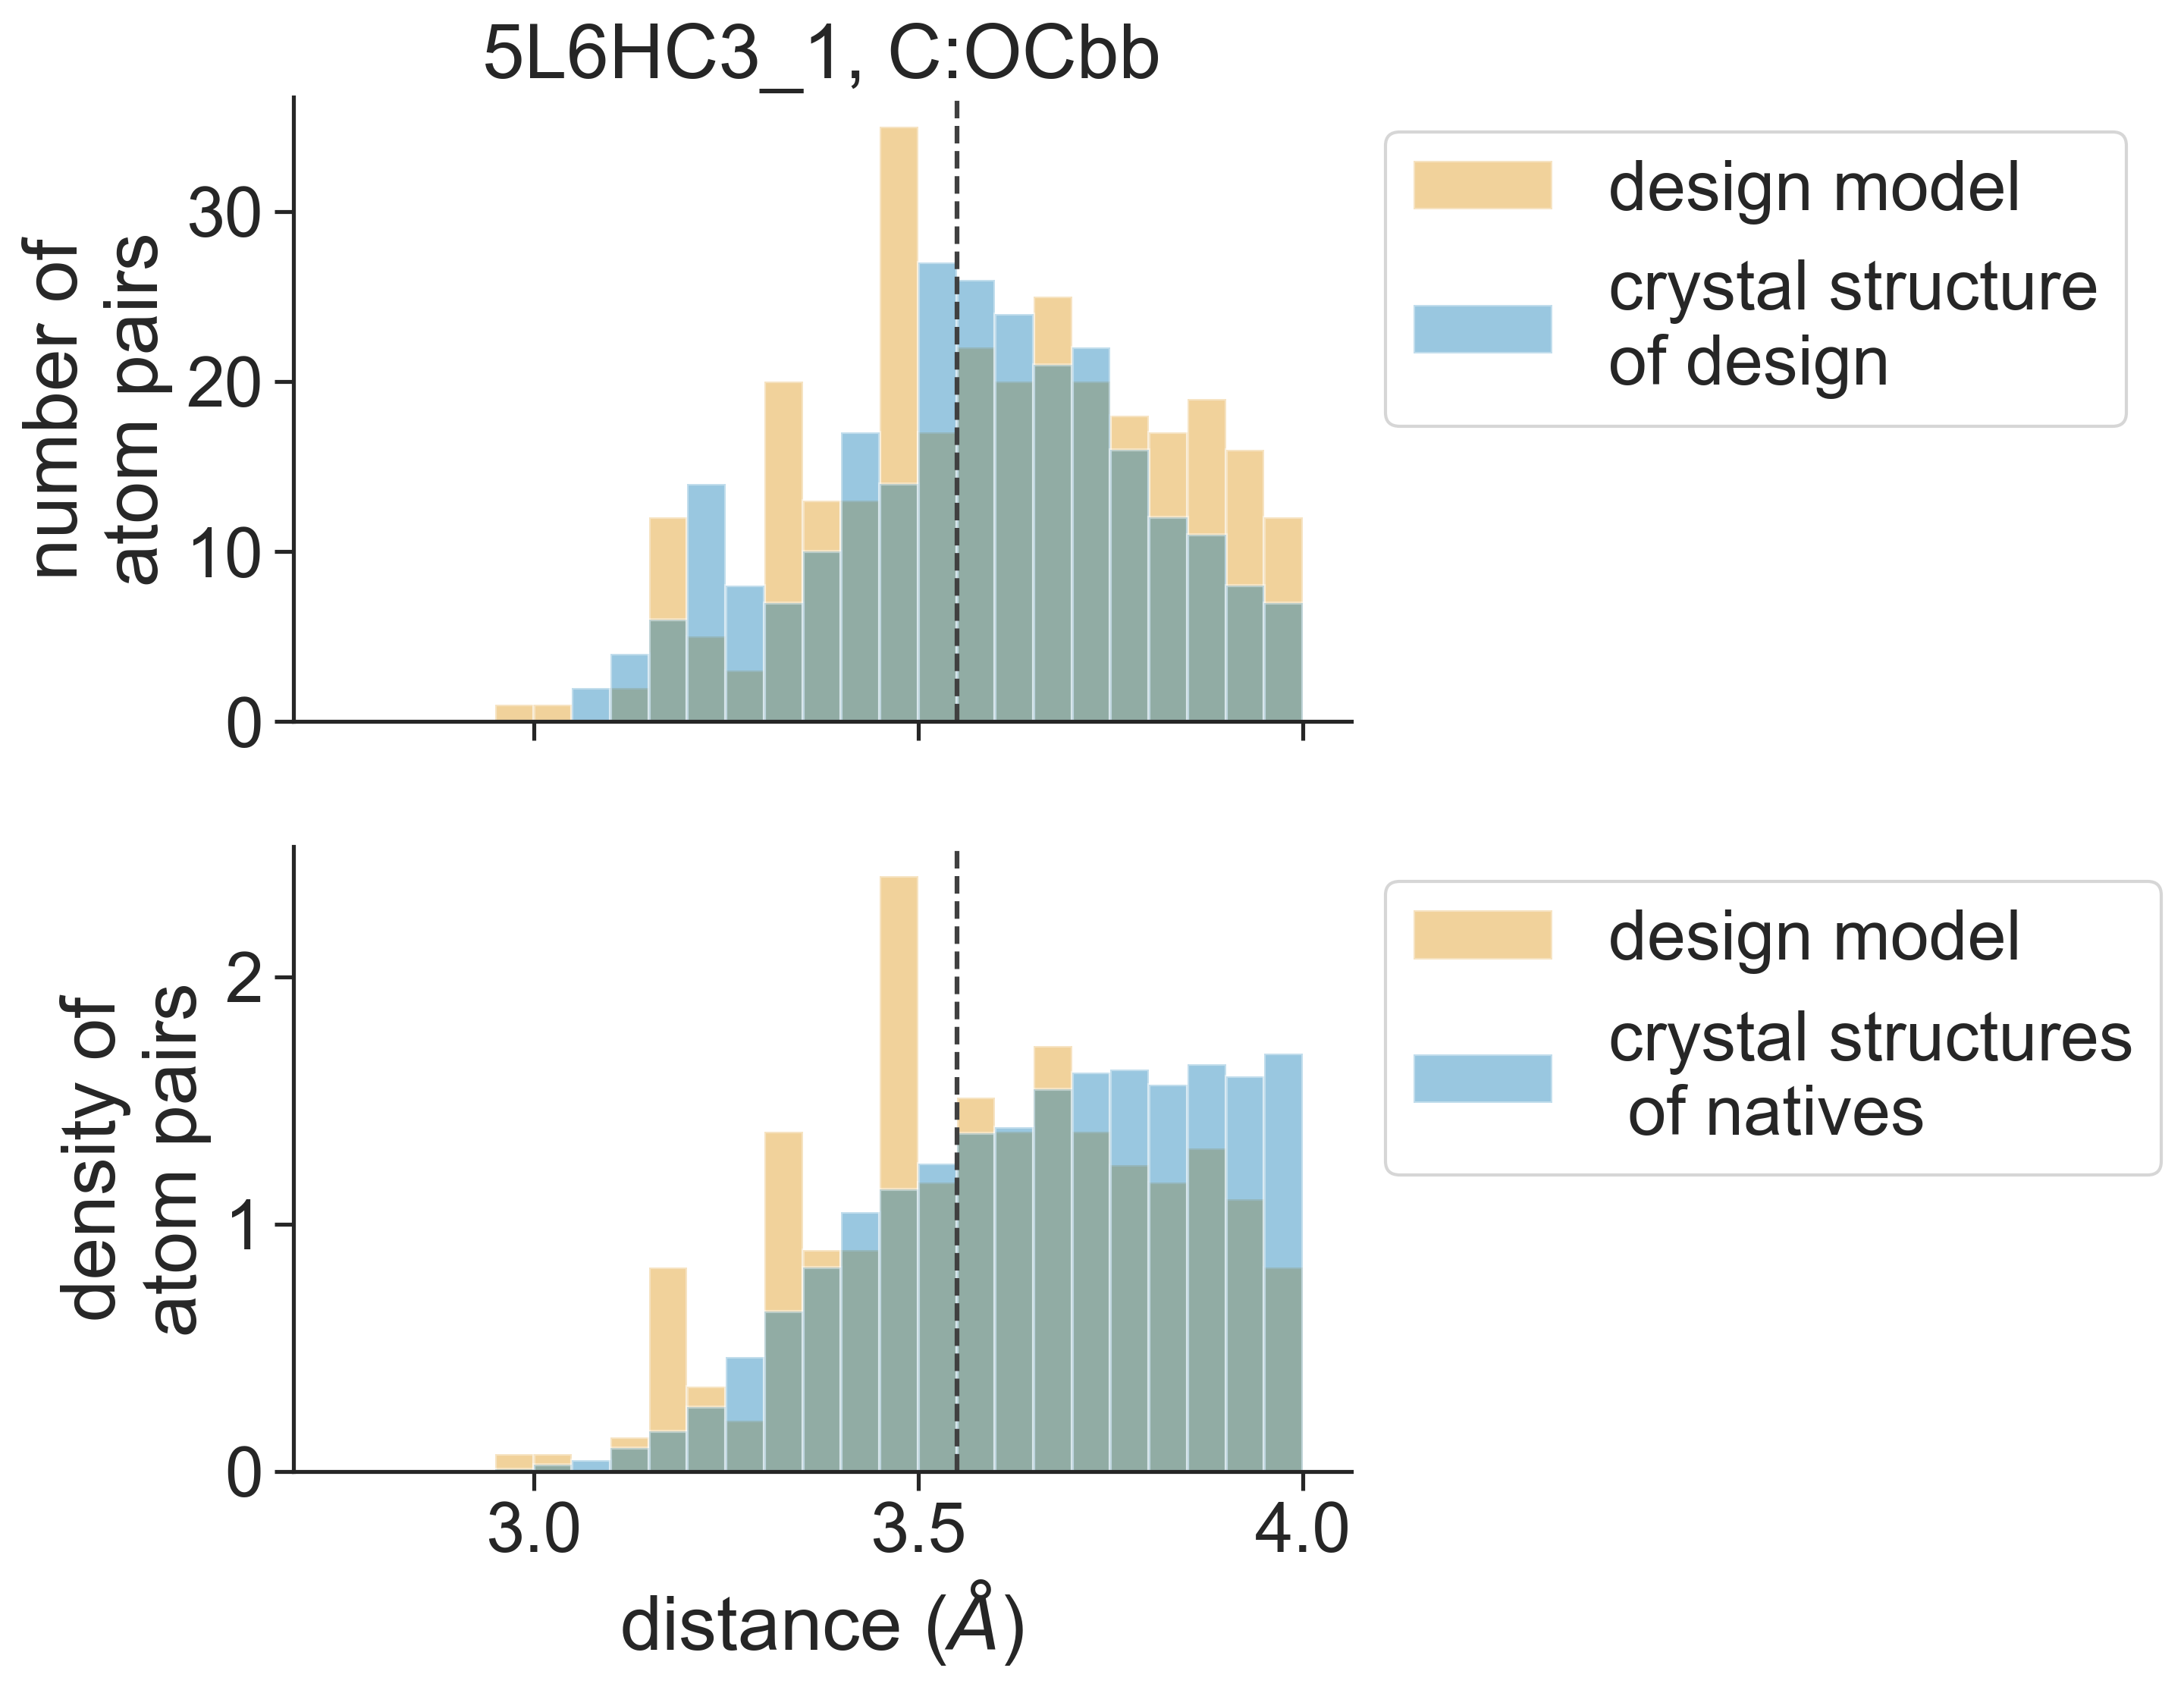 5L6HC3_1, C:OCbb
number of
atom pairs
30
20
10
0
design model
crystal structure
of design
density of
atom pairs
2
1
0
3.0
3.5
4.0
distance (Å)
design model
crystal structures
of natives